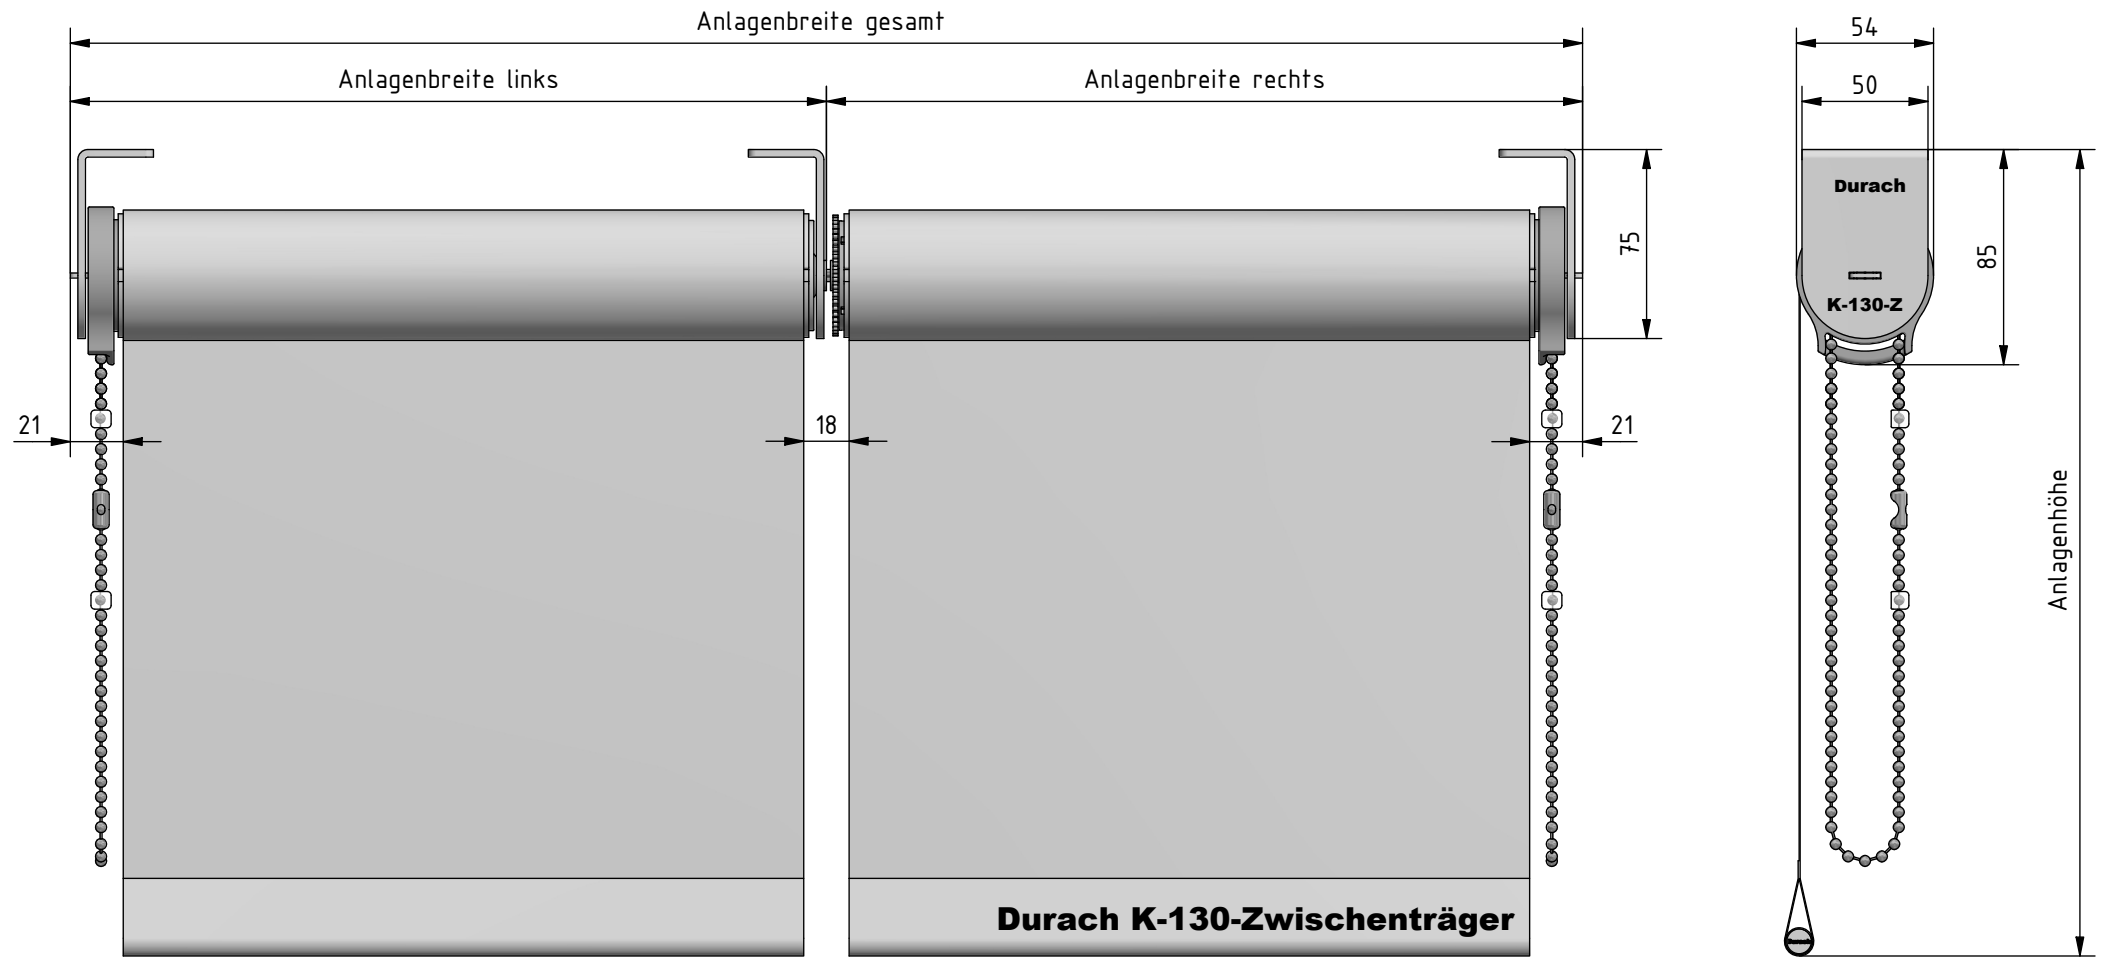 Anlagenbreite gesamt
54
Anlagenbreite links
Anlagenbreite rechts
50
Durach
75
85
K-130-Z
21
18
21
Anlagenhöhe
Durach K-130-Zwischenträger